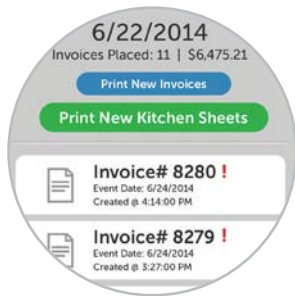 6/22/2014
Invoices Placed: 11 | $6,475.21
Print New Invoices
Print New Kitchen Sheets
Invoice# 8280 !
Event Date: 6/24/2014
Created @ 4:14:00 PM
Invoice# 8279 !
Event Date: 6/24/2014
Created @ 3:27:00 PM